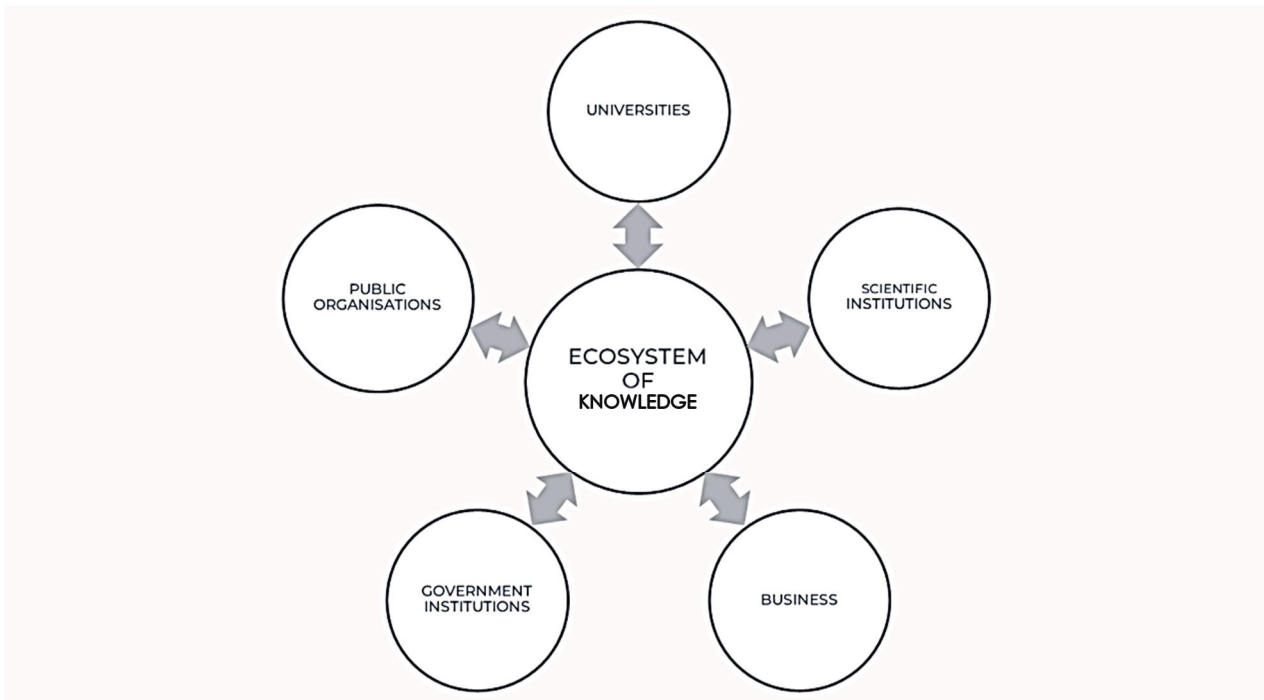 UNIVERSITIES
PUBLIC
ORGANISATIONS
SCIENTIFIC
INSTITUTIONS
ECOSYSTEM
OF
KNOWLEDGE
GOVERNMENT
INSTITUTIONS
BUSINESS